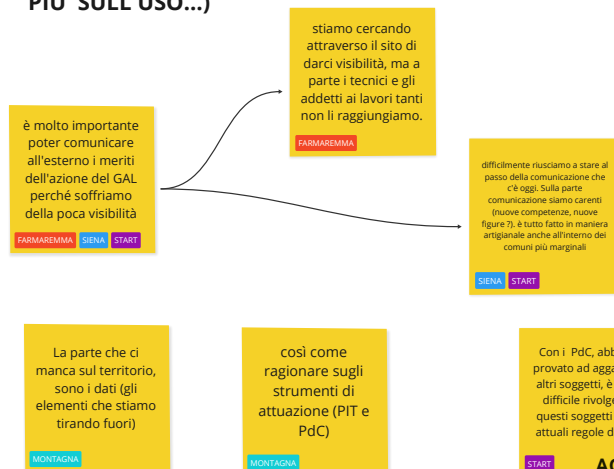 PIÙ SULL'USO...)
stiamo cercando
attraverso il sito di
darci visibilità, ma a
parte i tecnici e gli
addetti ai lavori tanti
non li raggiungiamo.
FARMAREMMA
è molto importante
poter comunicare
all'esterno i meriti
dell'azione del GAL
perché soffriamo
della poca visibilità
FARMAREMMA SIENA START
difficilmente riusciamo a stare al
passo della comunicazione che
c'è oggi. Sulla parte
comunicazione siamo carenti
(nuove competenze, nuove
figure ?). è tutto fatto in maniera
artigianale anche all'interno dei
comuni più marginali
SIENA START
La parte che ci
manca sul territorio,
sono i dati (gli
elementi che stiamo
tirando fuori)
MONTAGNA
così come
ragionare sugli
strumenti di
attuazione (PIT e
PdC)
MONTAGNA
Con i PdC, abb
provato ad agga
altri soggetti, è
difficile rivolge
questi soggetti
attuali regole d
START